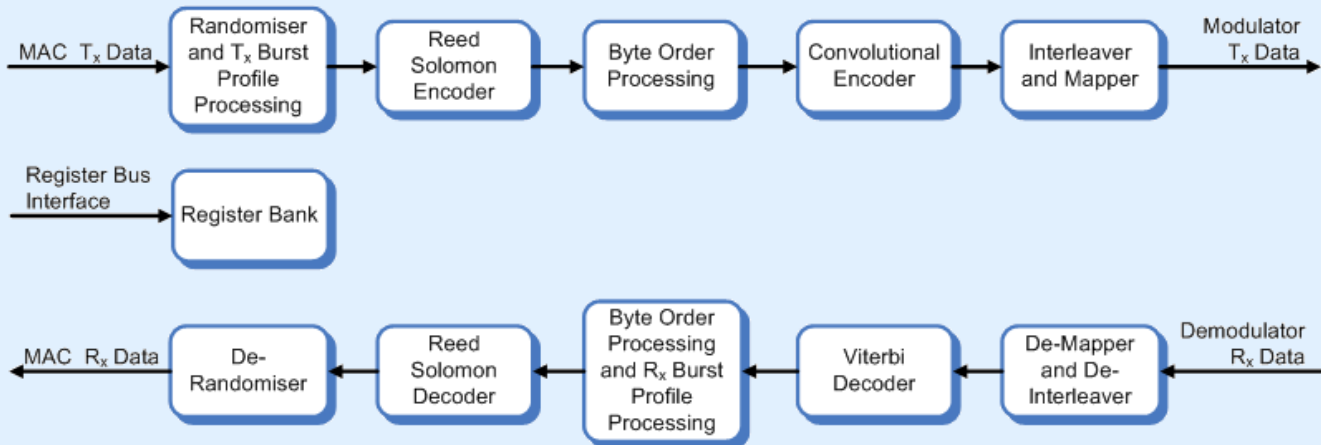 MAC Tx Data
Randomiser
and Tx Burst
Profile
Processing
Reed
Solomon
Encoder
Byte Order
Processing
Convolutional
Encoder
Interleaver
and Mapper
Modulator
Tx Data
Register Bus
Interface
Register Bank
MAC Rx Data
De-
Randomiser
Reed
Solomon
Decoder
Byte Order
Processing
and Rx Burst
Profile
Processing
Viterbi
Decoder
De-Mapper
and De-
Interleaver
Demodulator
Rx Data